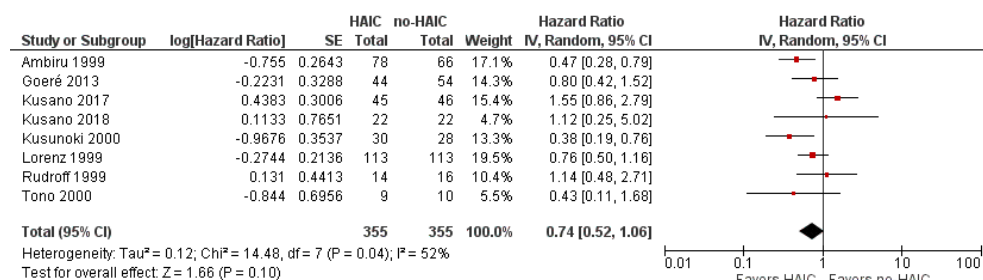 HAIC no-HAIC Hazard Ratio Hazard Ratio
Study or Subgroup log[Hazard Ratio] SE Total Total Weight IV, Random, 95% CI IV, Random, 95% CI
Ambiru 1999 -0.755 0.2643 78 66 17.1% 0.47 [0.28, 0.79]
Goeré 2013 -0.2231 0.3288 44 54 14.2% 0.80 [0.42, 1.52]
Kusano 2017 0.4383 0.3006 45 46 15.4% 1.55 [0.86, 2.79]
Kusano 2018 0.1133 0.7651 22 22 4.7% 1.12 [0.25, 5.02]
Kusunoki 2000 -0.9676 0.3537 30 28 13.3% 0.38 [0.19, 0.76]
Lorenz 1999 -0.2744 0.2136 113 113 19.5% 0.76 [0.50, 1.16]
Rudroff 1999 0.131 0.4413 14 16 10.4% 1.14 [0.48, 2.71]
Tono 2000 -0.844 0.6956 9 10 5.5% 0.43 [0.11, 1.68]
Total (95% CI) 355 355 100.0% 0.74 [0.52, 1.06]
Heterogeneity: Tau² = 0.12; Chi² = 14.48, df = 7 (P = 0.04); I² = 52%
Test for overall effect: Z = 1.66 (P = 0.10)
0.01 0.1 1 10 100
Favors HAIC Favors no-HAIC